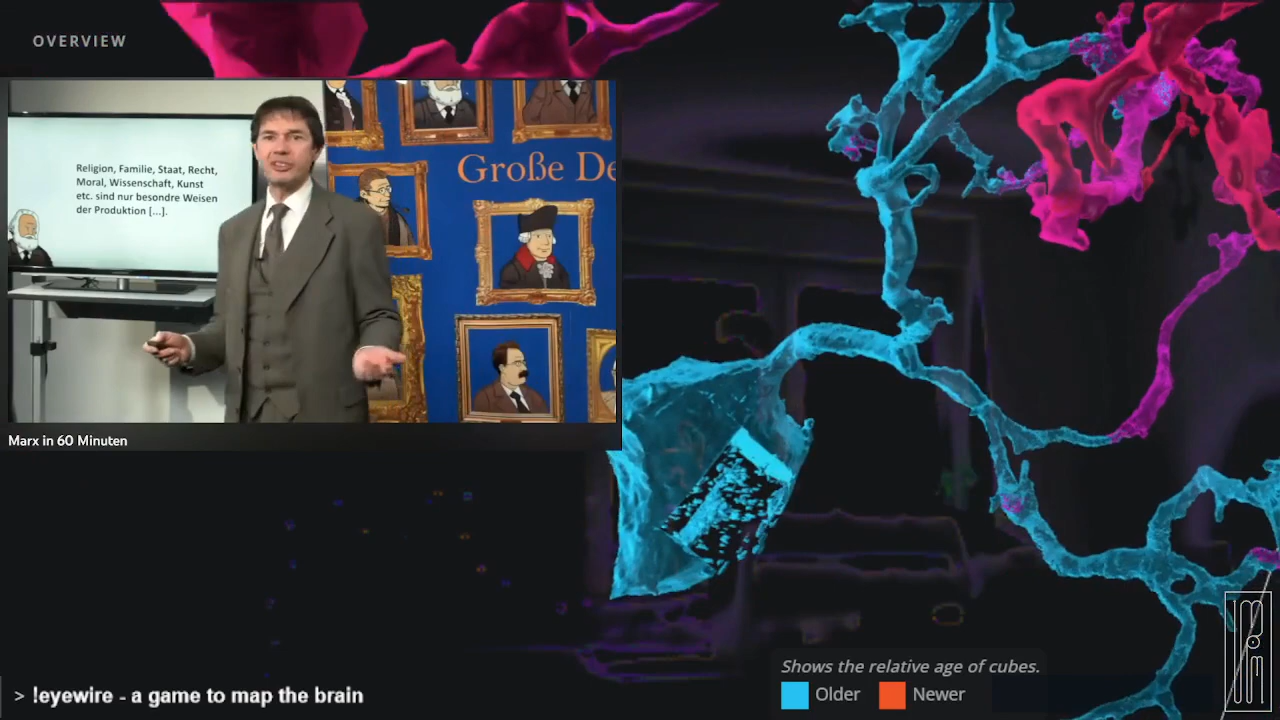 OVERVIEW
Religion, Familie, Staat, Recht,
Moral, Wissenschaft, Kunst
etc. sind nur besondre Weisen
der Produktion [...].
Große De
Marx in 60 Minuten
Shows the relative age of cubes.
Older Newer
> !eyewire - a game to map the brain